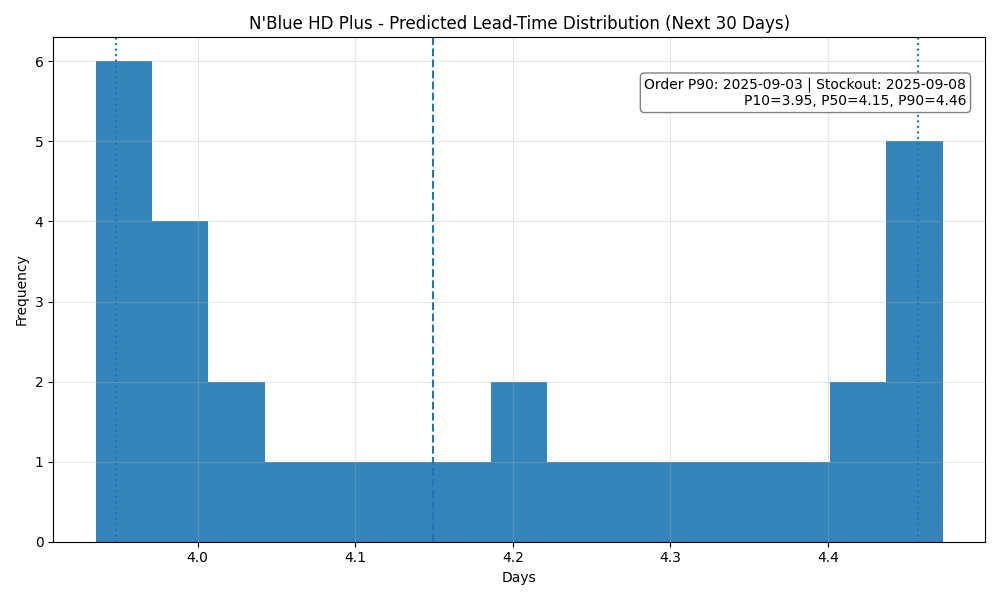 N'Blue HD Plus - Predicted Lead-Time Distribution (Next 30 Days)
Order P90: 2025-09-03 | Stockout: 2025-09-08
P10=3.95, P50=4.15, P90=4.46
Frequency
6
5
4
3
2
1
0
4.0
4.1
4.2
4.3
4.4
Days